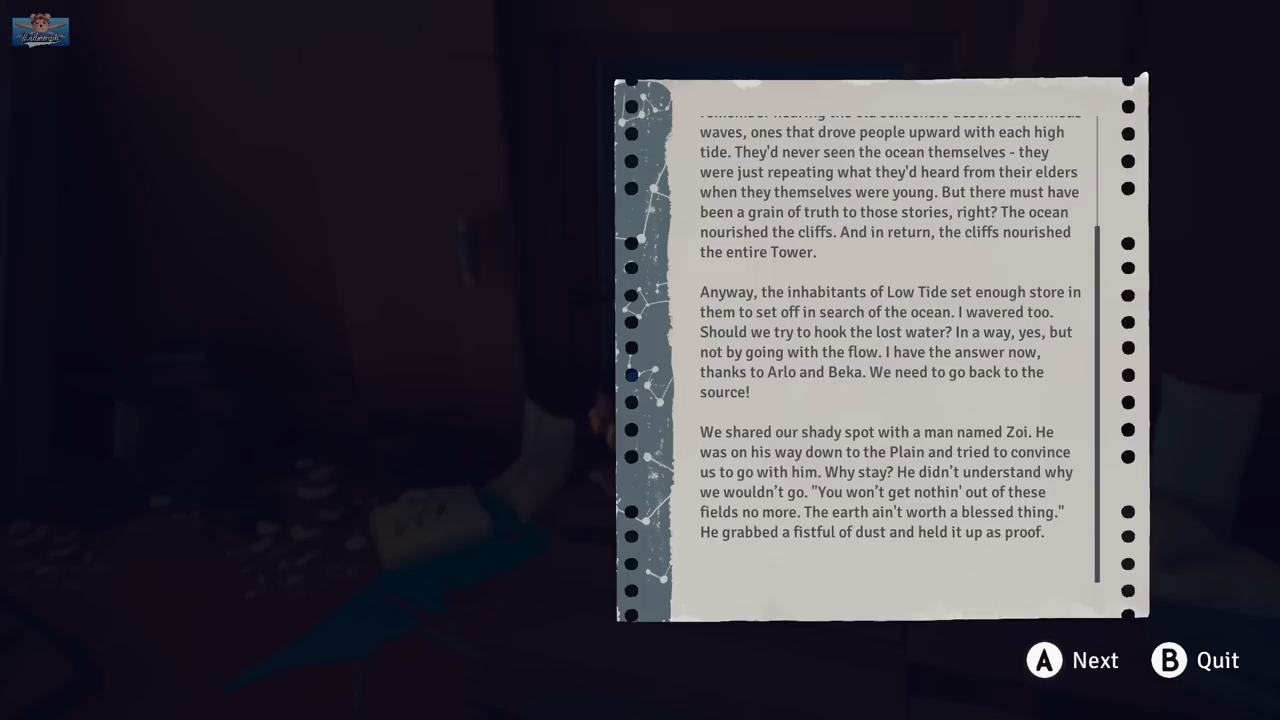 waves, ones that drove people upward with each high
tide. They'd never seen the ocean themselves - they
were just repeating what they'd heard from their elders
when they themselves were young. But there must have
been a grain of truth to those stories, right? The ocean
nourished the cliffs. And in return, the cliffs nourished
the entire Tower.
Anyway, the inhabitants of Low Tide set enough store in
them to set off in search of the ocean. I wavered too.
Should we try to hook the lost water? In a way, yes, but
not by going with the flow. I have the answer now,
thanks to Arlo and Beka. We need to go back to the
source!
We shared our shady spot with a man named Zoi. He
was on his way down to the Plain and tried to convince
us to go with him. Why stay? He didn’t understand why
we wouldn’t go. "You won’t get nothin' out of these
fields no more. The earth ain't worth a blessed thing."
He grabbed a fistful of dust and held it up as proof.
A Next
B Quit